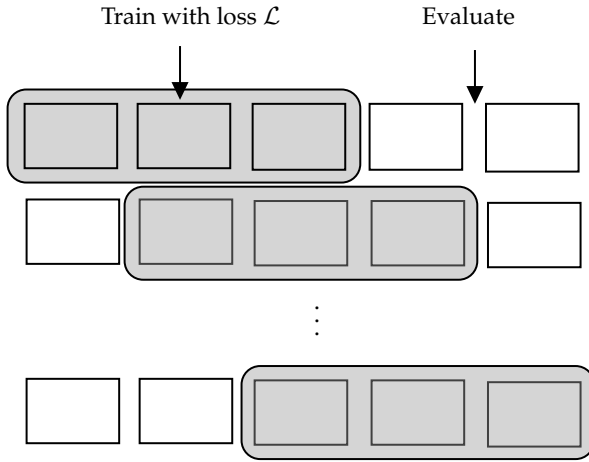 Train with loss ℒ
Evaluate
⋮